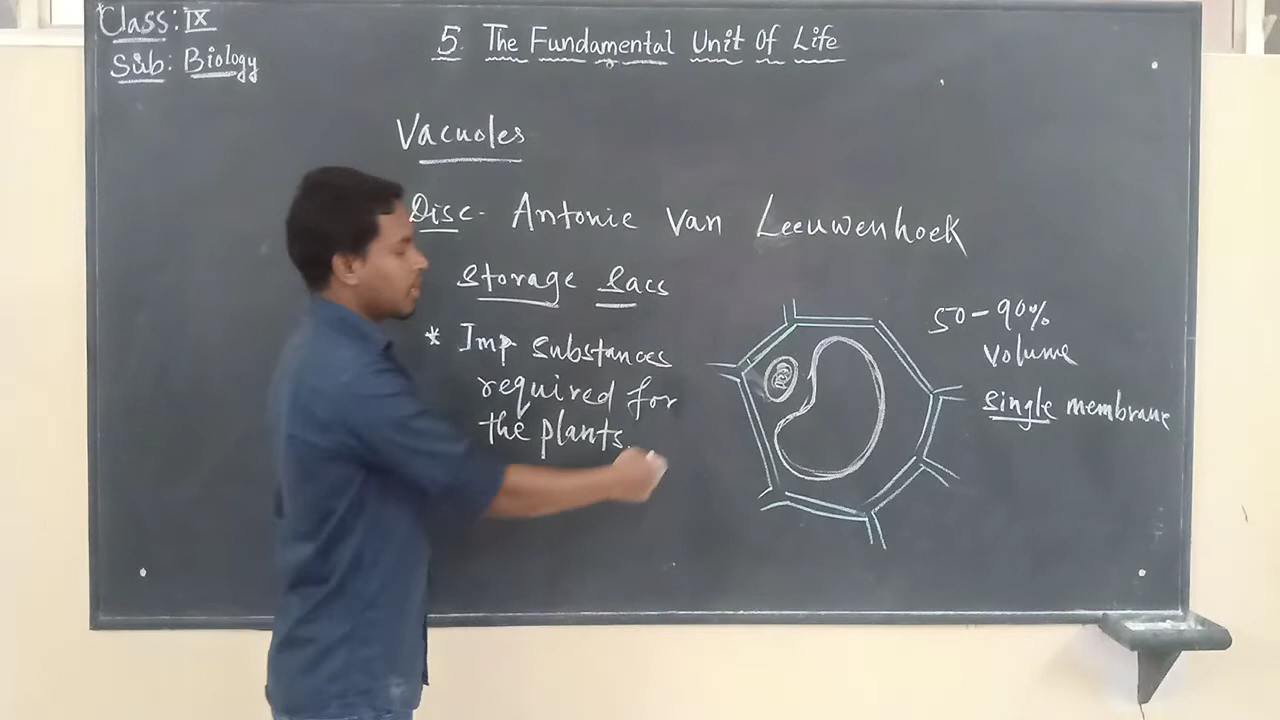 Class: IX
Sub: Biology
5. The Fundamental Unit Of Life
Vacuoles
Disc. Antonie Van Leeuwenhoek
Storage Sacs
* Imp substances
required for
the plants.
50-90%
volume
single membrane